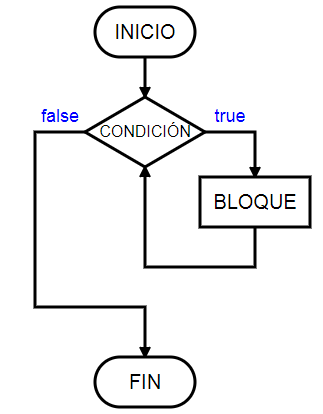 INICIO
false
true
CONDICIÓN
BLOQUE
FIN